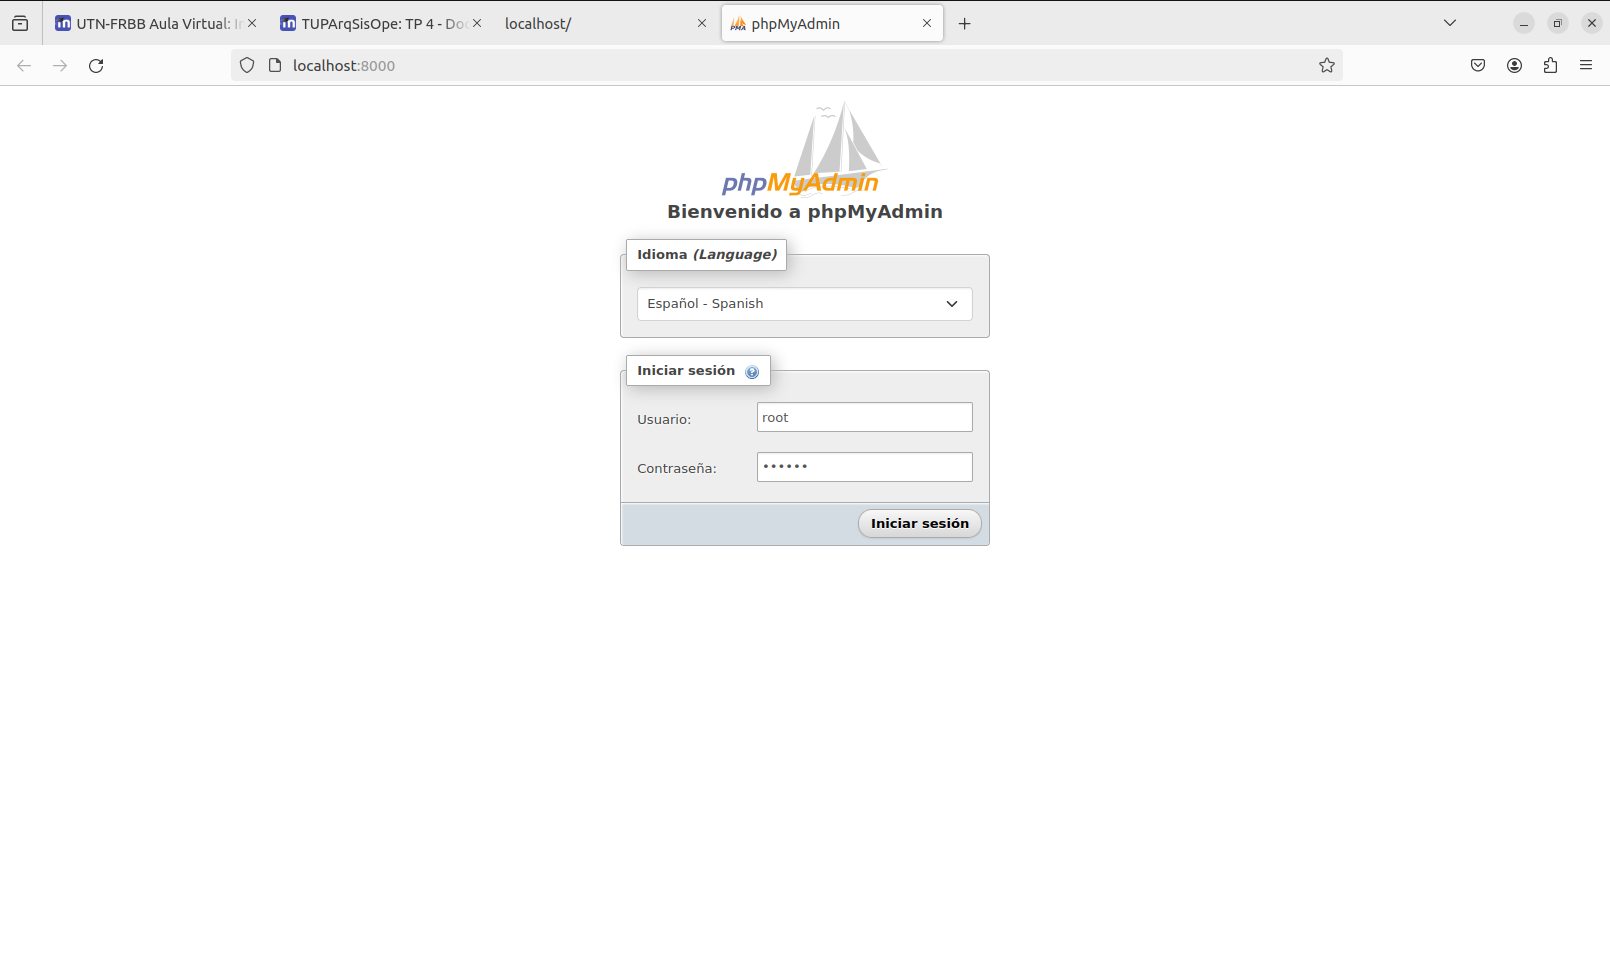 UTN-FRBB Aula Virtual:
TUPArqSisOpe: TP 4 - Doc
localhost/
phpMyAdmin
localhost:8000
phpMyAdmin
Bienvenido a phpMyAdmin
Idioma (Language)
Español - Spanish
Iniciar sesión
Usuario:
root
Contraseña:
••••••
Iniciar sesión